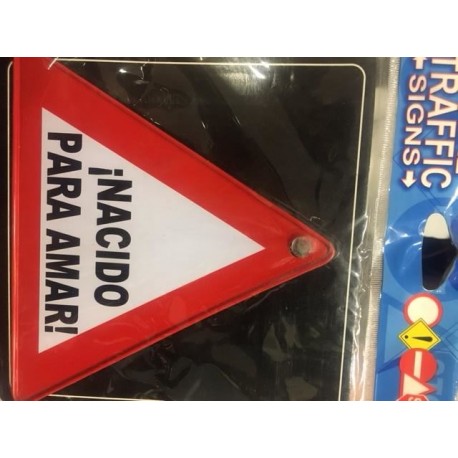 TRAFFIC
SIGNS
¡NACIDO
PARA AMAR!